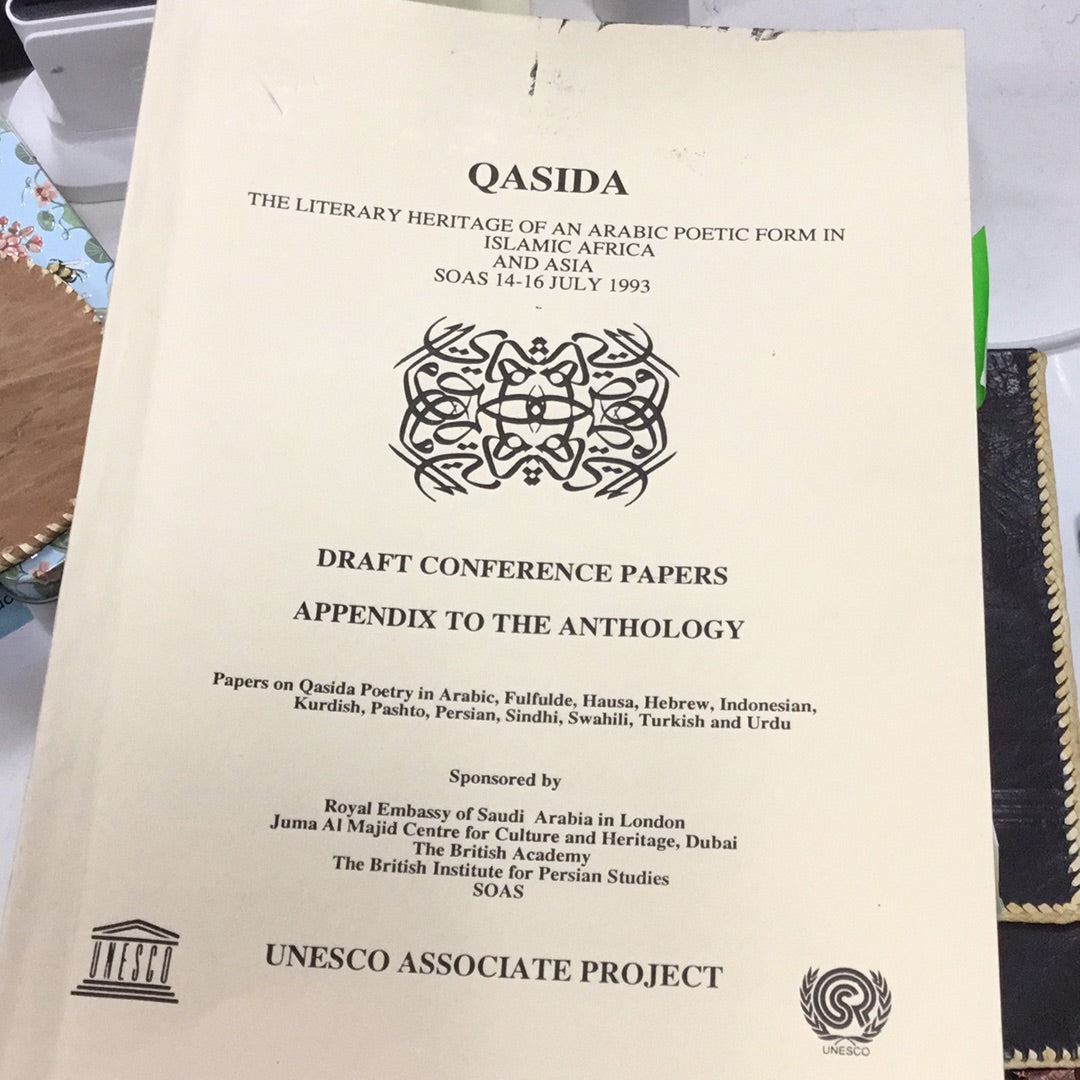 QASIDA
THE LITERARY HERITAGE OF AN ARABIC POETIC FORM IN
ISLAMIC AFRICA
AND ASIA
SOAS 14-16 JULY 1993
DRAFT CONFERENCE PAPERS
APPENDIX TO THE ANTHOLOGY
Papers on Qasida Poetry in Arabic, Fulfulde, Hausa, Hebrew, Indonesian,
Kurdish, Pashto, Persian, Sindhi, Swahili, Turkish and Urdu
Sponsored by
Royal Embassy of Saudi Arabia in London
Juma Al Majid Centre for Culture and Heritage, Dubai
The British Academy
The British Institute for Persian Studies
SOAS
UNESCO
UNESCO ASSOCIATE PROJECT
UNESCO